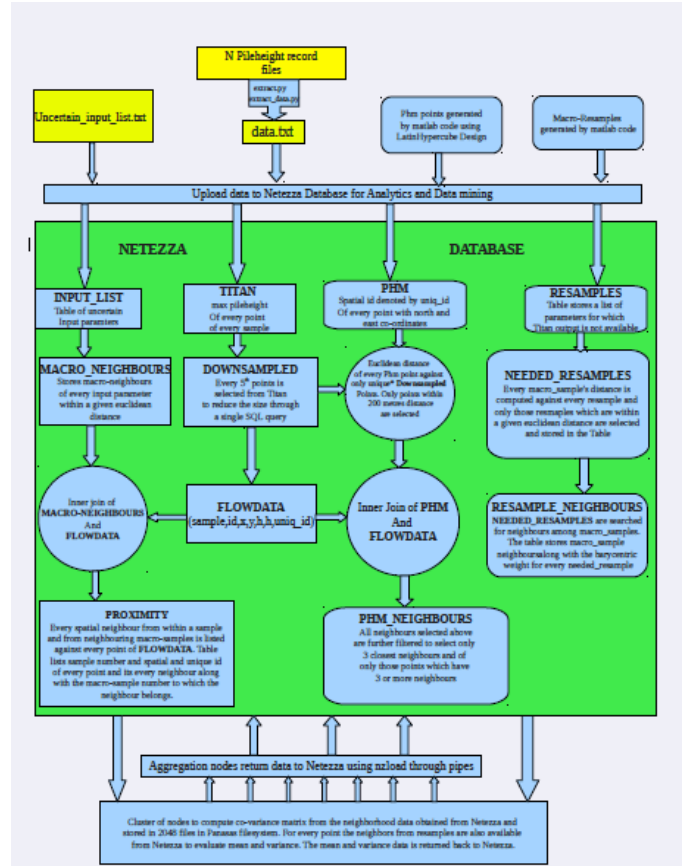 N Pileheight record
files
extract.py
extract_data.py
Uncertain_input_list.txt
data.txt
Phm points generated
by matlab code using
LatinHypercube Design
Macro-Resamples
generated by matlab code
Upload data to Netezza Database for Analytics and Data mining
NETEZZA
DATABASE
INPUT_LIST
Table of uncertain
Input paramters
TITAN
max pileheight
Of every point
of every sample
PHM
Spatial id denoted by uniq_id
Of every point with north and
east co-ordinates
RESAMPLES
Table stores a list of
parameters for which
Titan output is not available
MACRO_NEIGHBOURS
Stores macro-neighbours
of every input parameter
within a given euclidean
distance
DOWNSAMPLED
Every 5th points is
selected from Titan
to reduce the size through
a single SQL query
Euclidean distance
of every Phm point against
only unique* Downsampled
Points. Only points within
200 metres distance
are selected
NEEDED_RESAMPLES
Every macro_sample's distance is
computed against every resample and
only those resmaples which are within
a given euclidean distance are selected
and stored in the Table
Inner join of
MACRO-NEIGHBOURS
And
FLOWDATA
FLOWDATA
(sample,id,x,y,h,h,uniq_id)
Inner Join of PHM
And
FLOWDATA
RESAMPLE_NEIGHBOURS
NEEDED_RESAMPLES are searched
for neighbours among macro_samples.
The table stores macro_sample
neighboursalong with the barycentric
weight for every needed_resample
PROXIMITY
Every spatial neighbour from within a sample
and from neighbouring macro-samples is listed
against every point of FLOWDATA. Table
lists sample number and spatial and unique id
of every point and its every neighbour along
with the macro-sample number to which the
neighbour belongs.
PHM_NEIGHBOURS
All neighbours selected above
are further filtered to select only
3 closest neighbours and of
only those points which have
3 or more neighbours
Aggregation nodes return data to Netezza using nzload through pipes
Cluster of nodes to compute co-variance matrix from the neighborhood data obtained from Netezza and
stored in 2048 files in Panasas filesystem. For every point the neighbors from resamples are also available
from Netezza to evaluate mean and variance. The mean and variance data is returned back to Netezza.